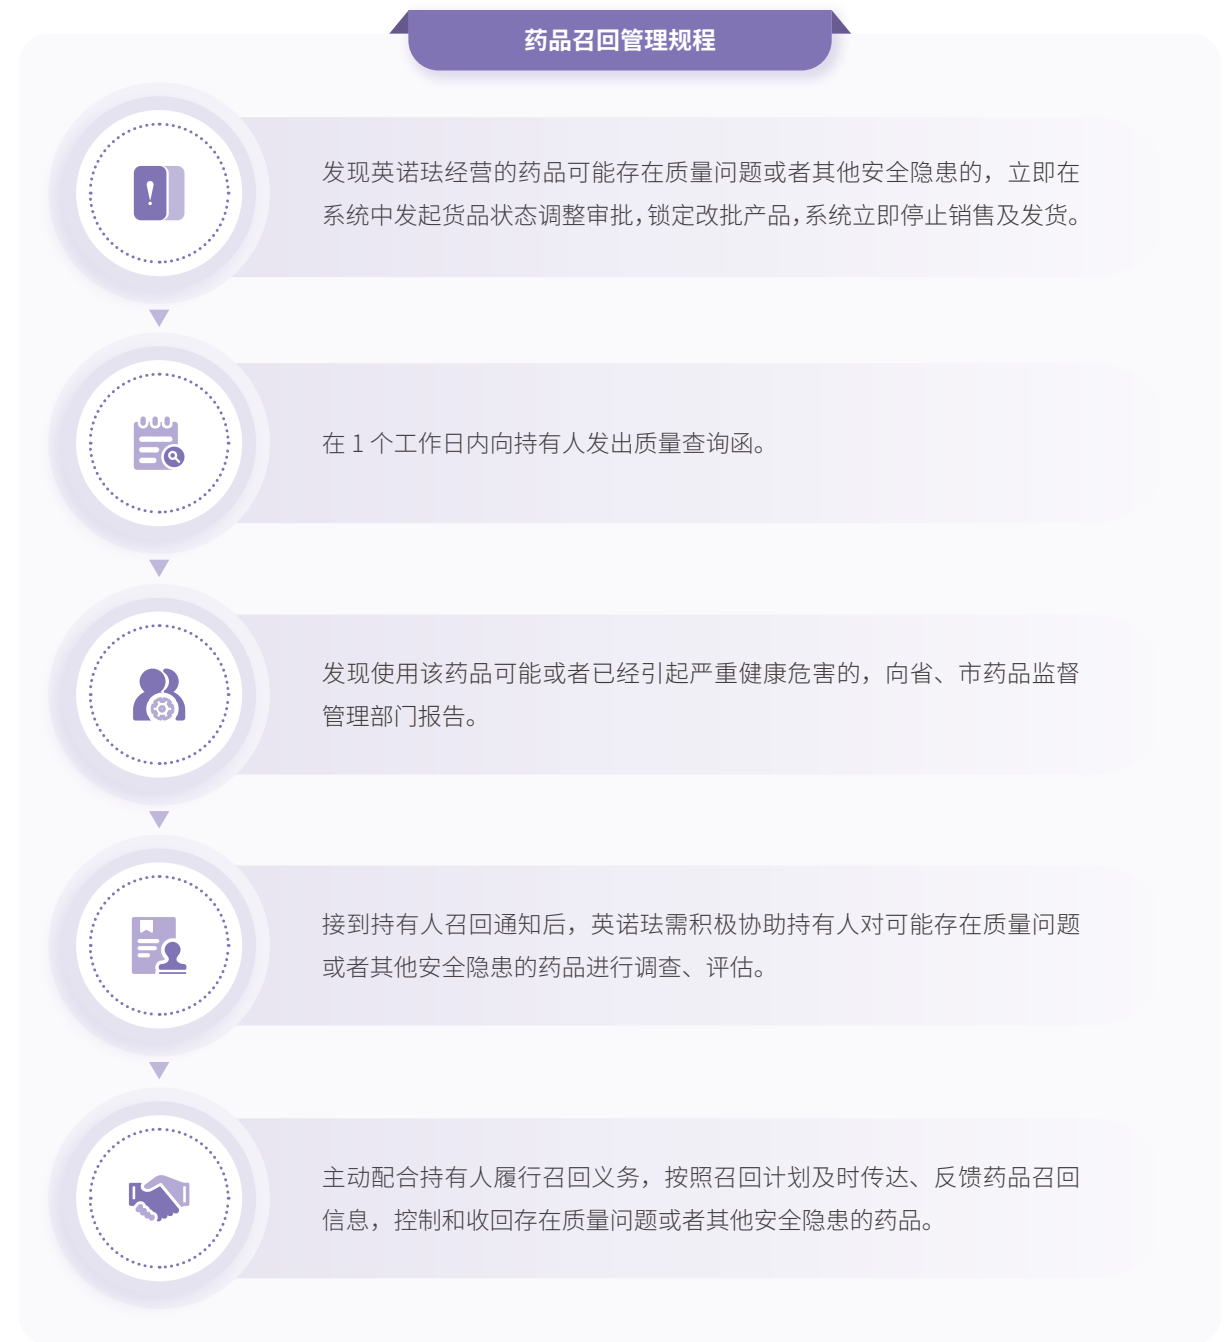 药品召回管理规程
发现英诺珐经营的药品可能存在质量问题或者其他安全隐患的，立即在
系统中发起货品状态调整审批，锁定改批产品，系统立即停止销售及发货。
在 1 个工作日内向持有人发出质量查询函。
发现使用该药品可能或者已经引起严重健康危害的，向省、市药品监督
管理部门报告。
接到持有人召回通知后，英诺珐需积极协助持有人对可能存在质量问题
或者其他安全隐患的药品进行调查、评估。
主动配合持有人履行召回义务，按照召回计划及时传达、反馈药品召回
信息，控制和收回存在质量问题或者其他安全隐患的药品。